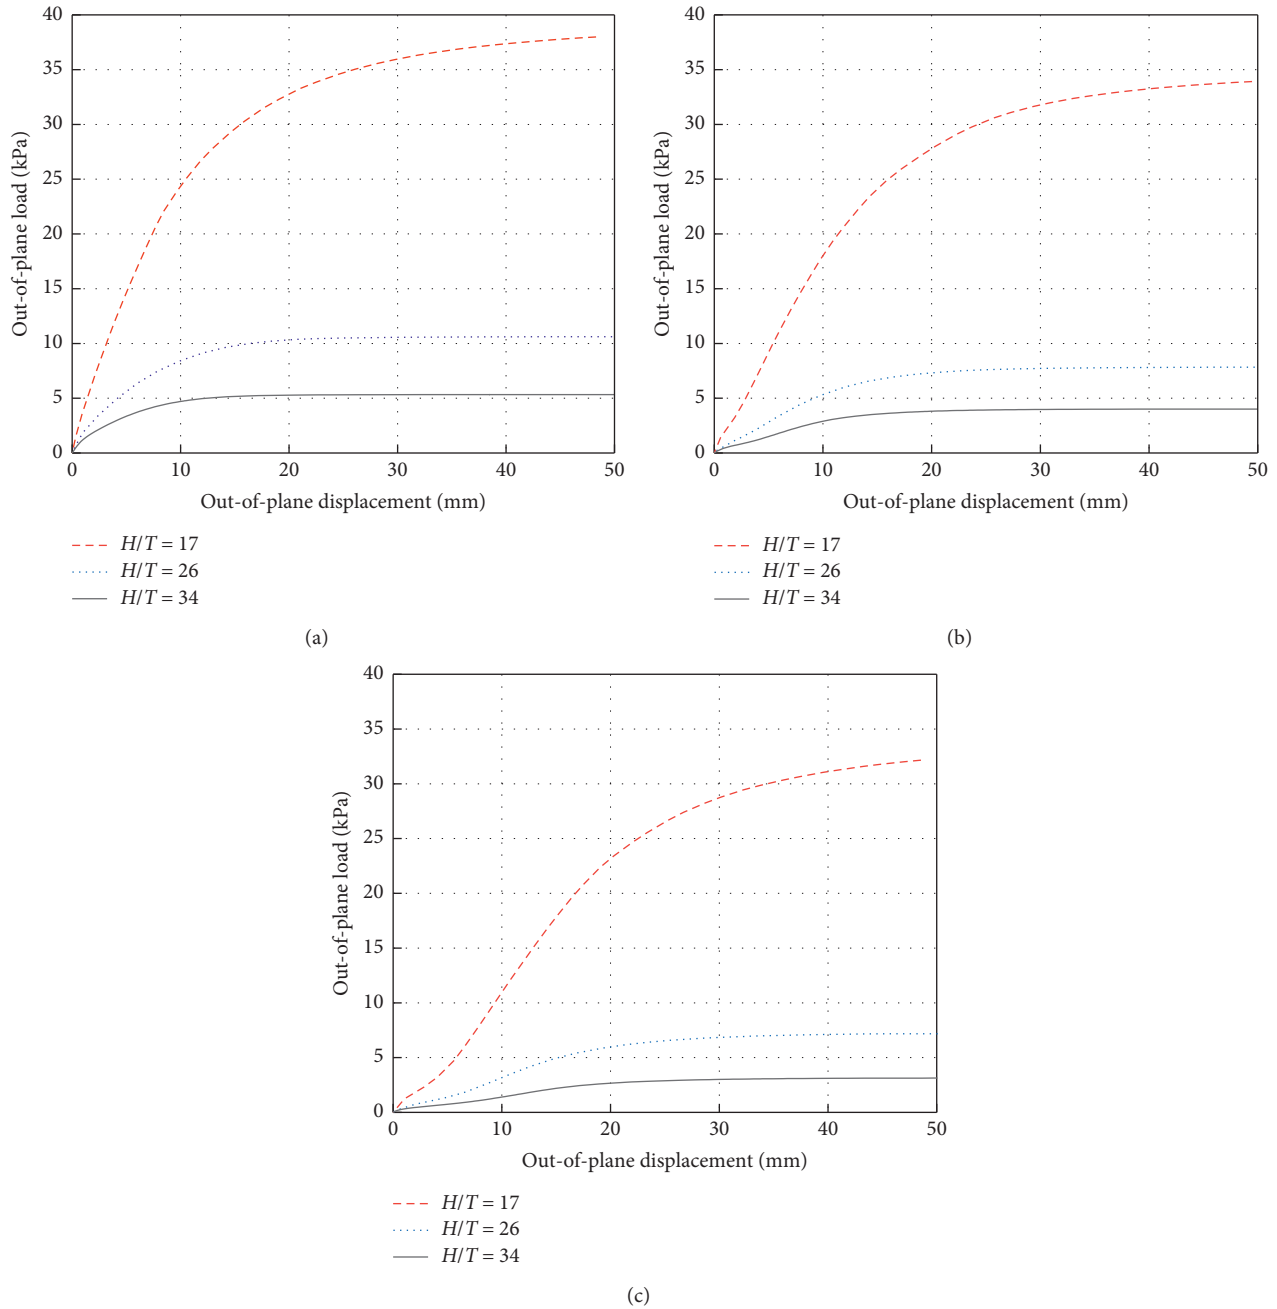 40
35
30
25
20
15
10
5
0
Out-of-plane load (kPa)
0 10 20 30 40 50
Out-of-plane displacement (mm)
H/T = 17
H/T = 26
H/T = 34
(a)
40
35
30
25
20
15
10
5
0
Out-of-plane load (kPa)
0 10 20 30 40 50
Out-of-plane displacement (mm)
H/T = 17
H/T = 26
H/T = 34
(b)
40
35
30
25
20
15
10
5
0
Out-of-plane load (kPa)
0 10 20 30 40 50
Out-of-plane displacement (mm)
H/T = 17
H/T = 26
H/T = 34
(c)